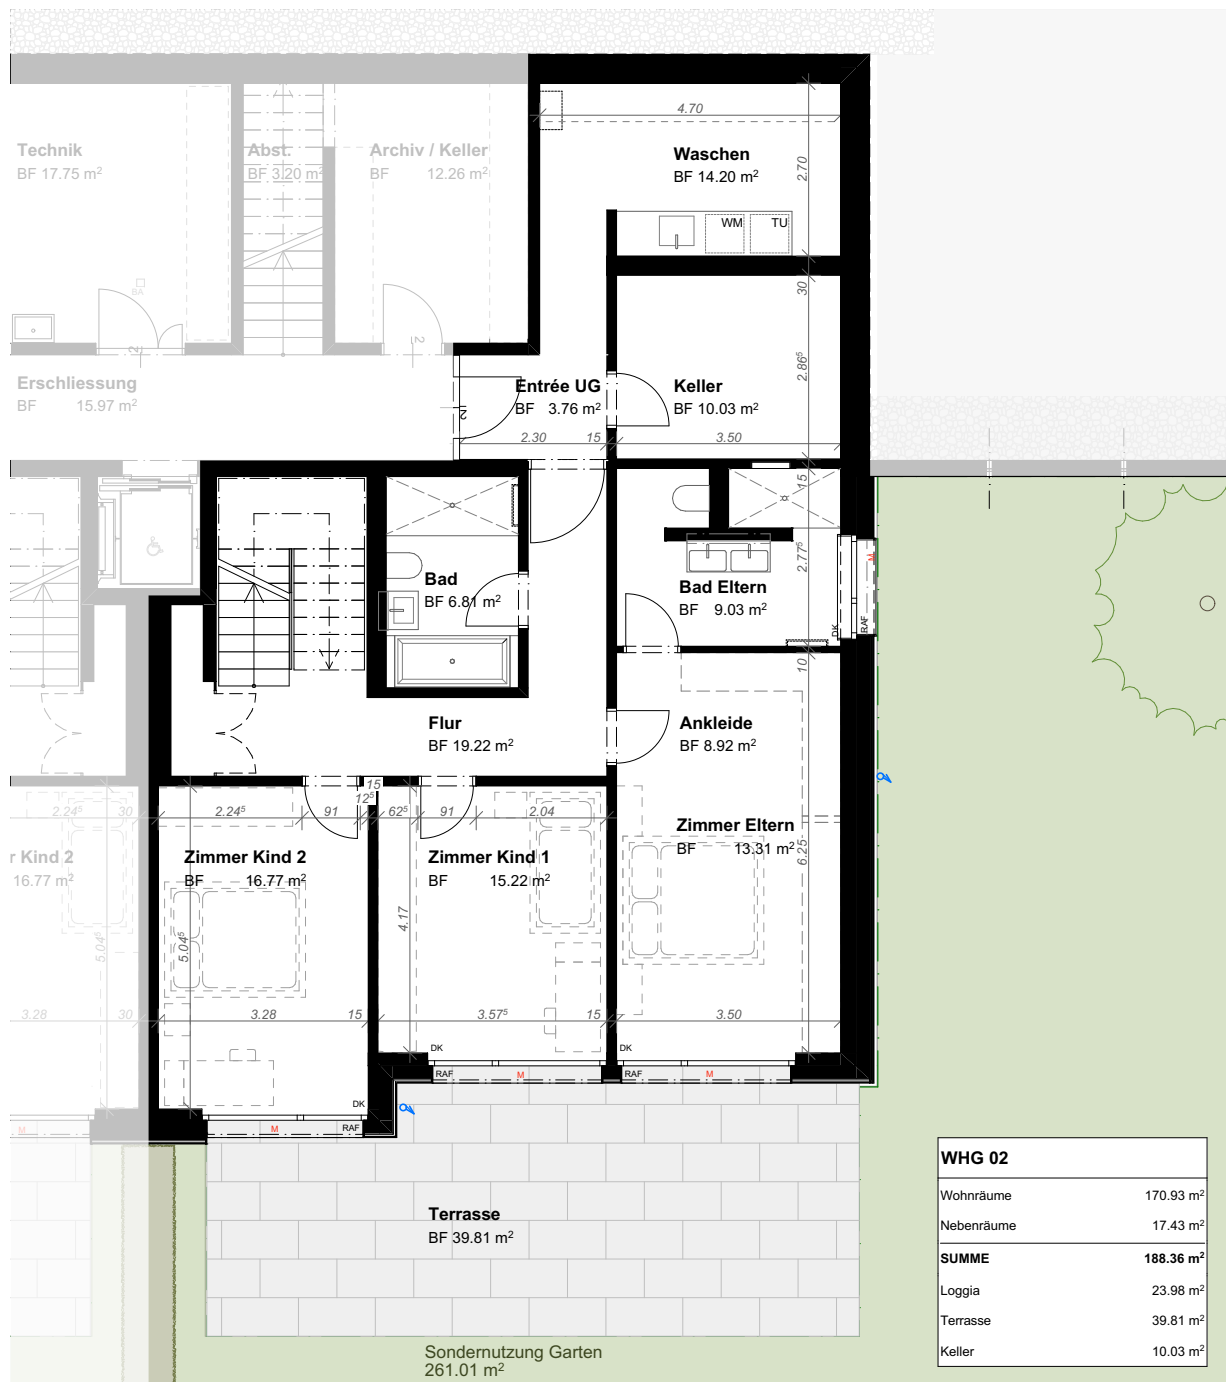 4.70
Technik
BF 17.75 m²
Abst.
BF 3.20 m²
Archiv / Keller
BF 12.26 m²
Waschen
BF 14.20 m²
2.70
WM
TU
BA
30
2
2
Erschliessung
BF 15.97 m²
Entrée UG
BF 3.76 m²
2
Keller
BF 10.03 m²
2.86⁵
2.30
15
3.50
15
2.77⁵
M
Bad
BF 6.81 m²
Bad Eltern
BF 9.03 m²
DK
RAF
10
Flur
BF 19.22 m²
Ankleide
BF 8.92 m²
15
12⁵
2.24⁵
30
2.24⁵
91
62⁵
91
2.04
r Kind 2
16.77 m²
Zimmer Kind 2
BF 16.77 m²
Zimmer Kind 1
BF 15.22 m²
Zimmer Eltern
BF 13.31 m²
6.25
5.04⁵
5.04⁵
4.17
3.28
30
3.28
15
3.57⁵
15
3.50
DK
DK
RAF
M
RAF
M
DK
M
M
RAF
Terrasse
BF 39.81 m²
WHG 02
Wohnräume 170.93 m²
Nebenräume 17.43 m²
SUMME 188.36 m²
Loggia 23.98 m²
Terrasse 39.81 m²
Keller 10.03 m²
Sondernutzung Garten
261.01 m²